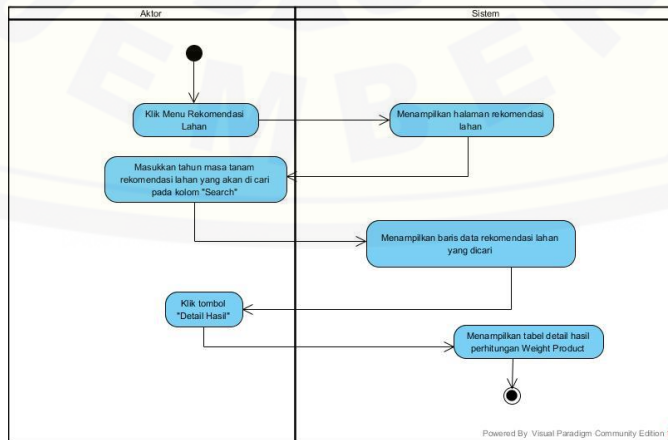 Aktor
Sistem
Klik Menu Rekomendasi
Lahan
Menampilkan halaman rekomendasi
lahan
Masukkan tahun masa tanam
rekomendasi lahan yang akan di cari
pada kolom "Search"
Menampilkan baris data rekomendasi lahan
yang dicari
Klik tombol
"Detail Hasil"
Menampilkan tabel detail hasil
perhitungan Weight Product
Powered By Visual Paradigm Community Edition